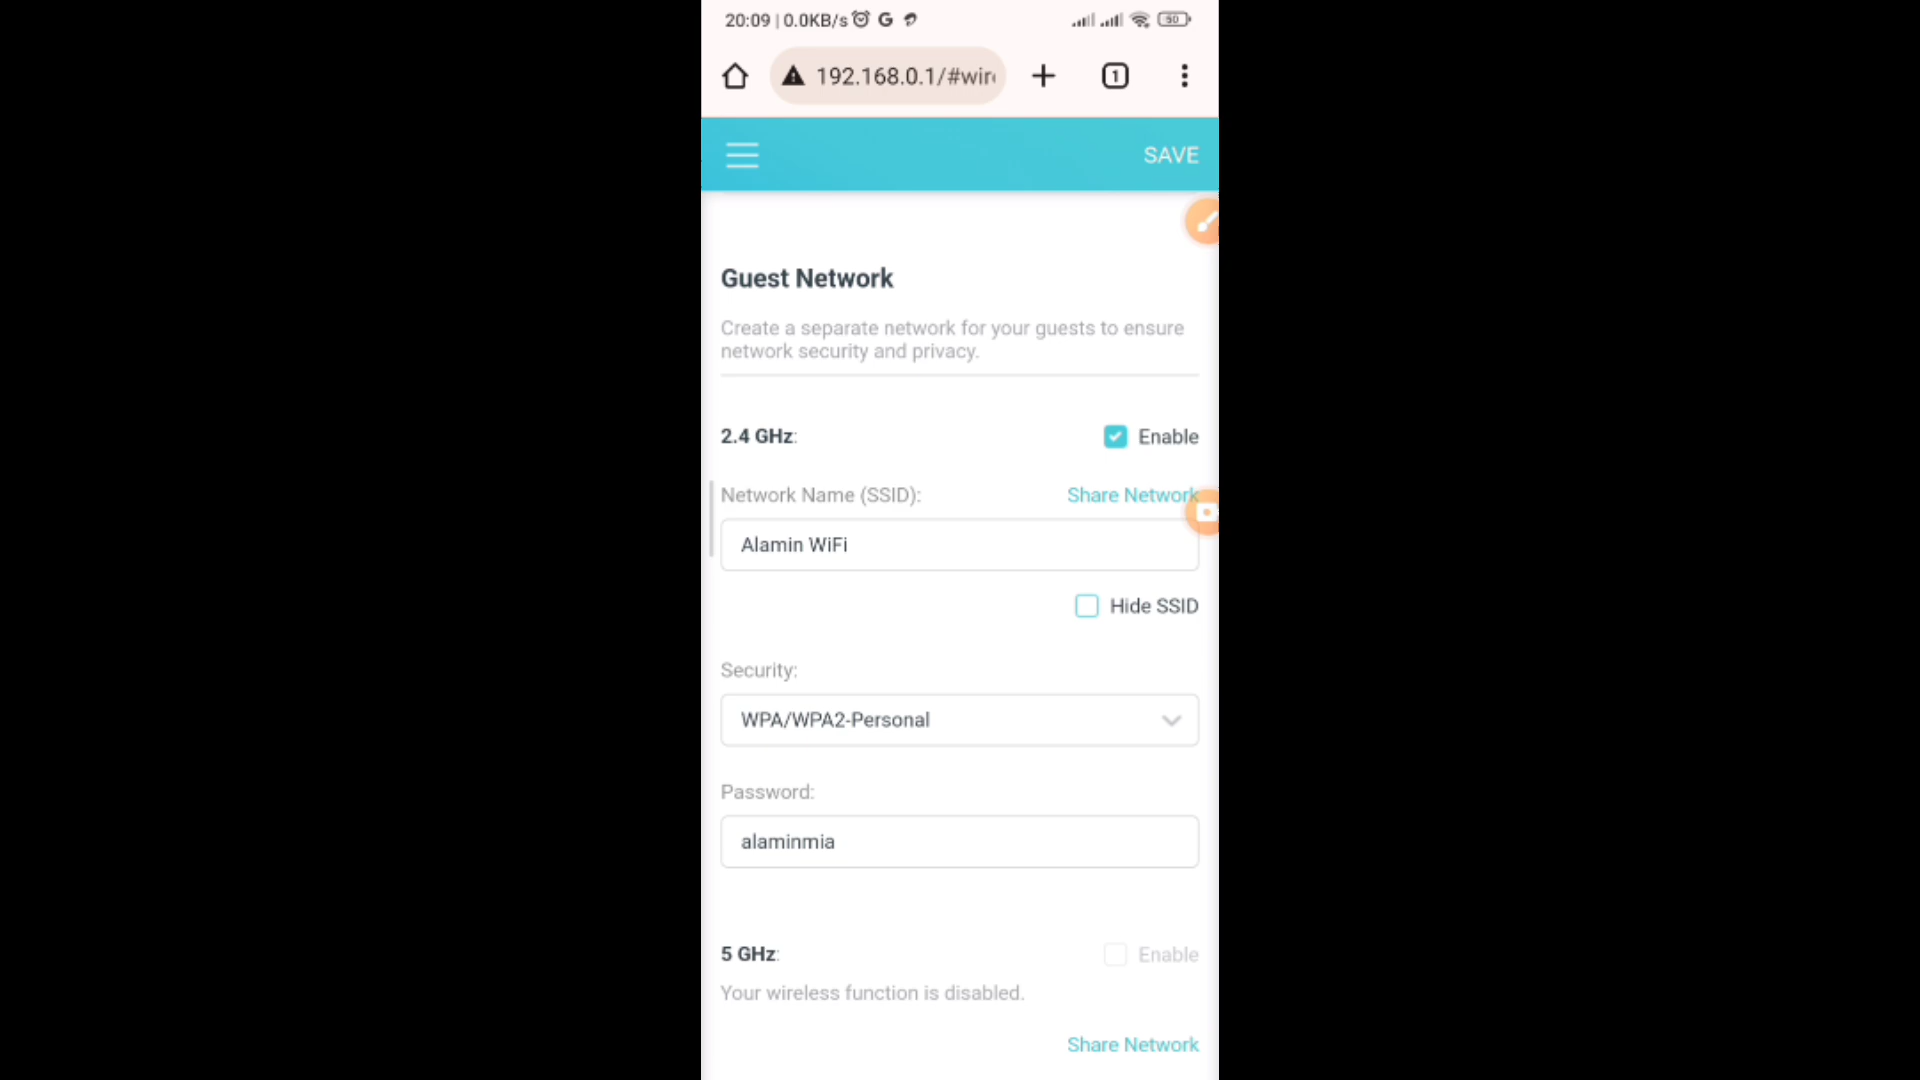 20:09 | 0.0KB/s G 50
192.168.0.1/#wir 1
SAVE
Guest Network
Create a separate network for your guests to ensure
network security and privacy.
2.4 GHz: Enable
Network Name (SSID): Share Network
Alamin WiFi
Hide SSID
Security:
WPA/WPA2-Personal
Password:
alaminmia
5 GHz: Enable
Your wireless function is disabled.
Share Network